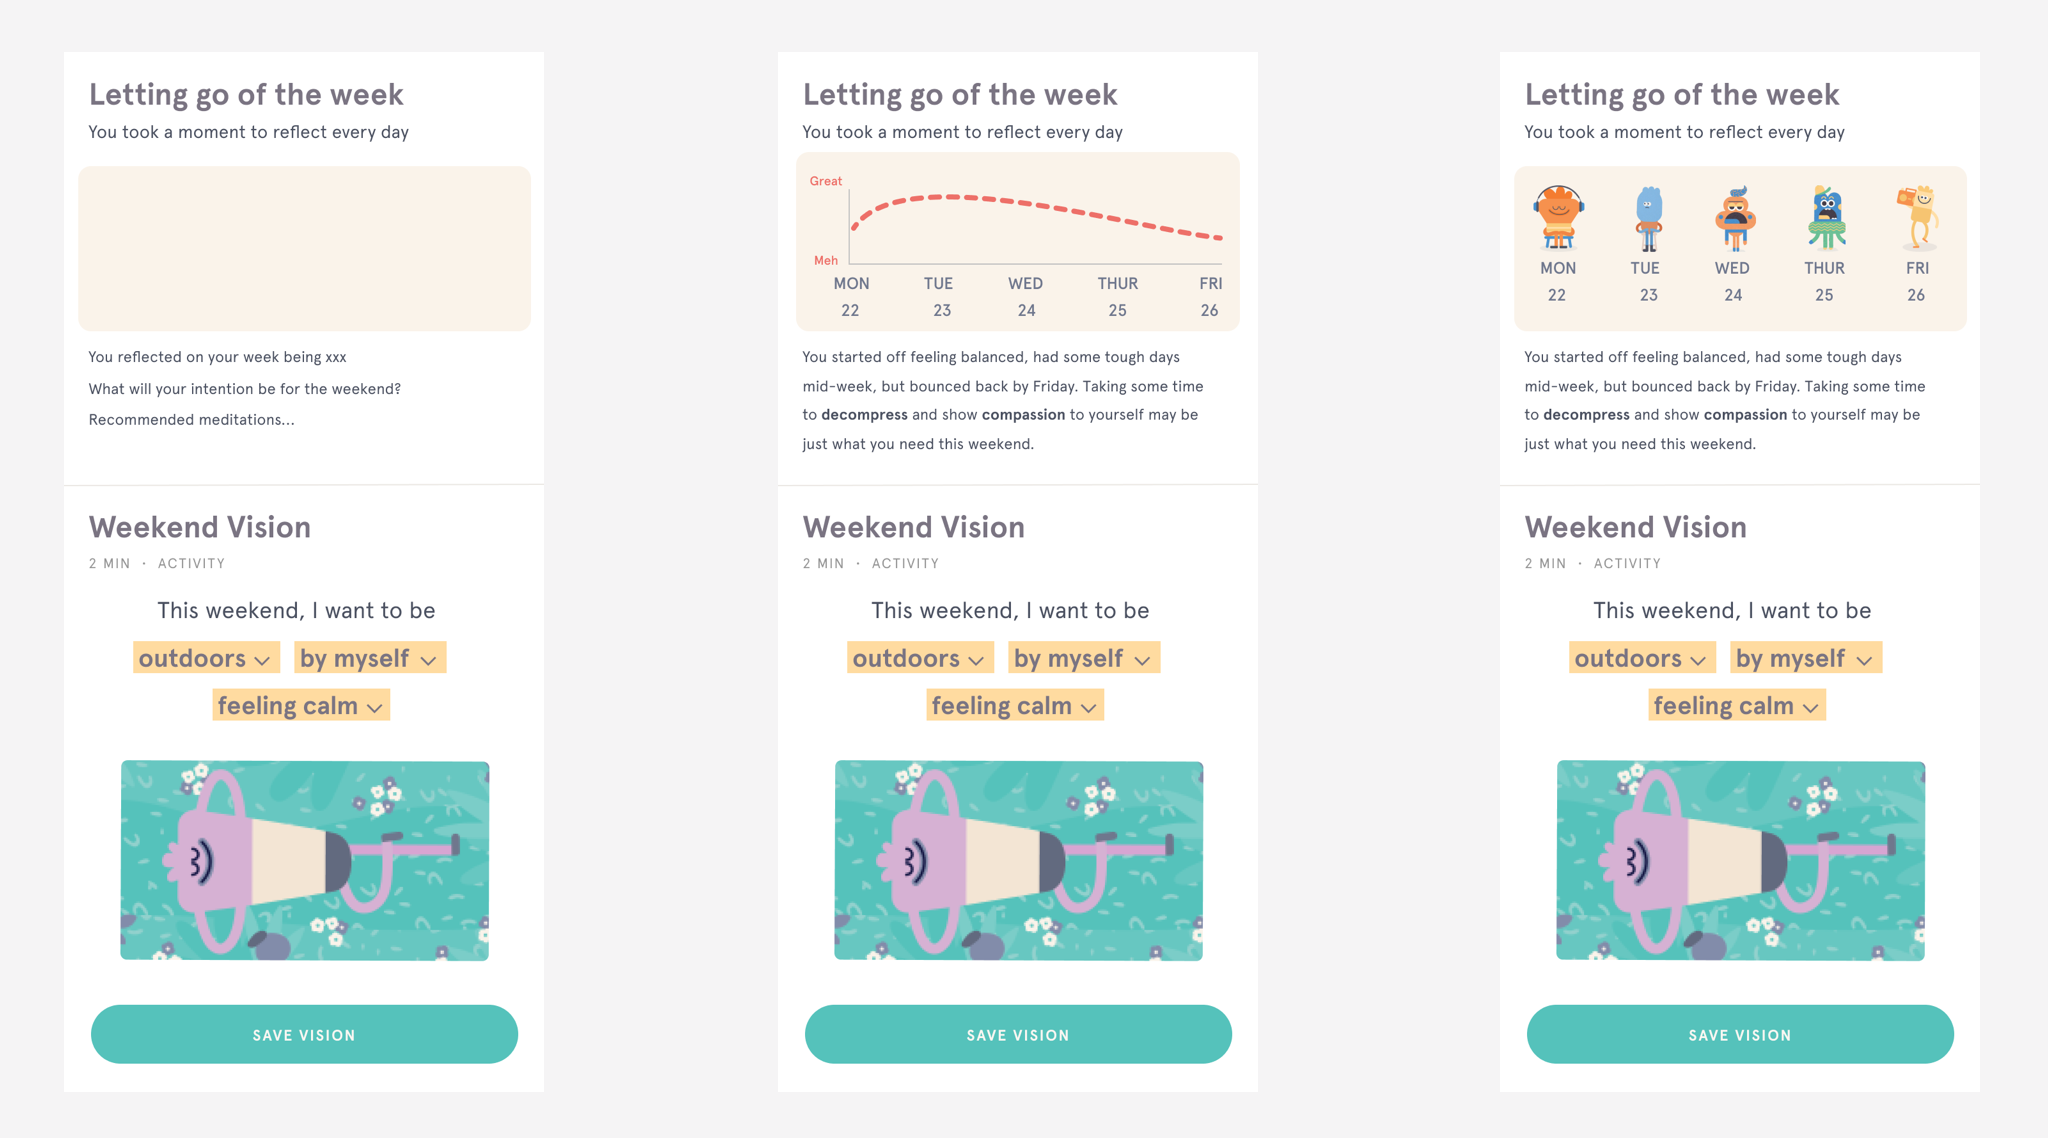 Letting go of the week
You took a moment to reflect every day
You reflected on your week being xxx
What will your intention be for the weekend?
Recommended meditations...
Weekend Vision
2 MIN · ACTIVITY
This weekend, I want to be
outdoors by myself
feeling calm
SAVE VISION
Letting go of the week
You took a moment to reflect every day
Great
Meh
MON TUE WED THUR FRI
22 23 24 25 26
You started off feeling balanced, had some tough days
mid-week, but bounced back by Friday. Taking some time
to decompress and show compassion to yourself may be
just what you need this weekend.
Weekend Vision
2 MIN · ACTIVITY
This weekend, I want to be
outdoors by myself
feeling calm
SAVE VISION
Letting go of the week
You took a moment to reflect every day
MON TUE WED THUR FRI
22 23 24 25 26
You started off feeling balanced, had some tough days
mid-week, but bounced back by Friday. Taking some time
to decompress and show compassion to yourself may be
just what you need this weekend.
Weekend Vision
2 MIN · ACTIVITY
This weekend, I want to be
outdoors by myself
feeling calm
SAVE VISION